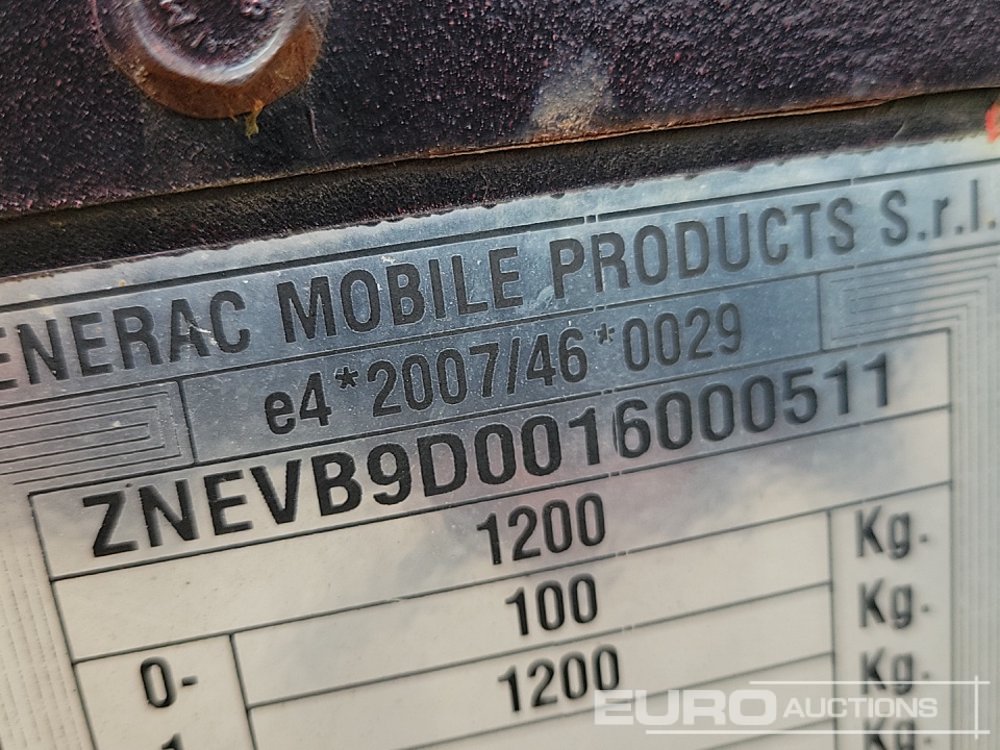 ENERAC MOBILE PRODUCTS S.r.l.
e4*2007/46*0029
ZNEVB9D0016000511
1200 Kg.
100 Kg.
0- 1200 Kg.
EURO AUCTIONS